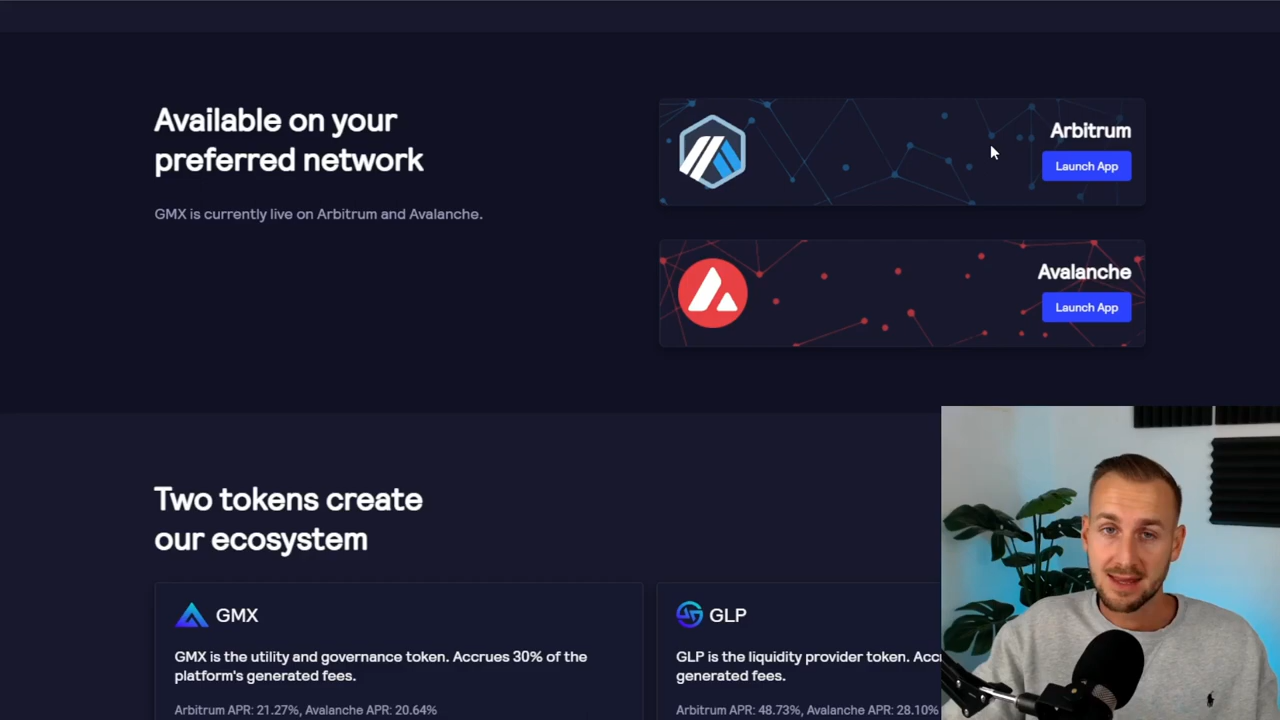 Available on your
preferred network
GMX is currently live on Arbitrum and Avalanche.
Arbitrum
Launch App
Avalanche
Launch App
Two tokens create
our ecosystem
GMX
GMX is the utility and governance token. Accrues 30% of the
platform's generated fees.
Arbitrum APR: 21.27%, Avalanche APR: 20.64%
GLP
GLP is the liquidity provider token.
generated fees.
Arbitrum APR: 48.73%, Avalanche APR: 28.10%